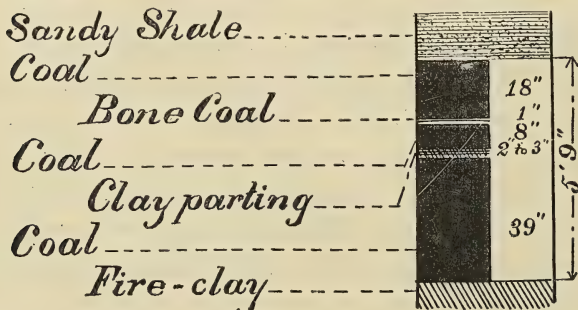 Sandy Shale
Coal
18"
Bone Coal
1"
8"
Coal
2" to 3"
Clay parting
Coal
39"
Fire-clay
5' 9"